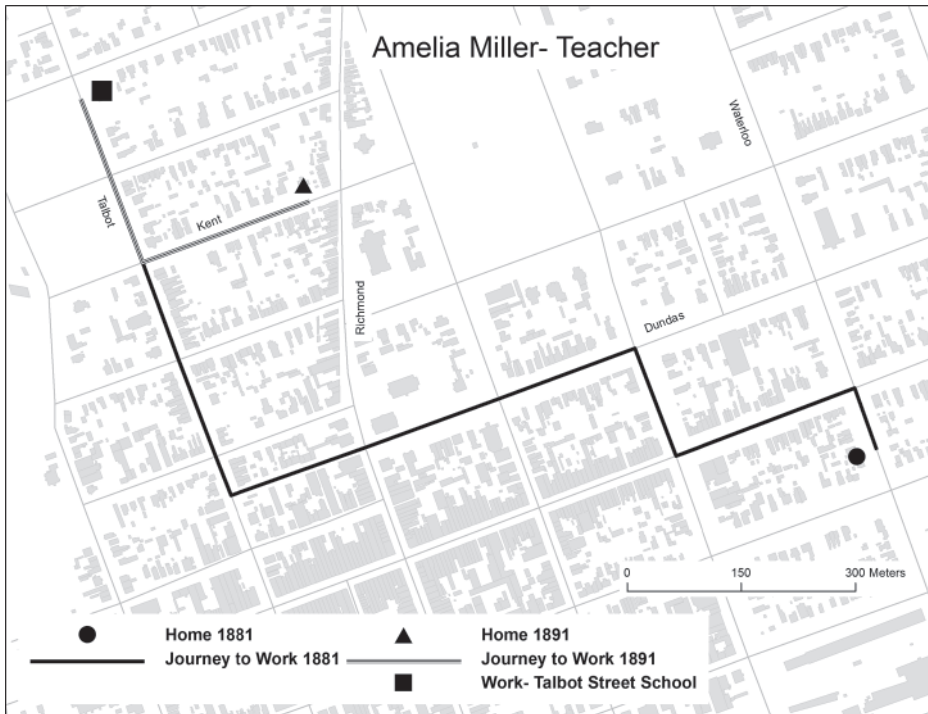 Amelia Miller- Teacher
Waterloo
Talbot
Kent
Richmond
Dundas
0 150 300 Meters
Home 1881
Home 1891
Journey to Work 1881
Journey to Work 1891
Work- Talbot Street School